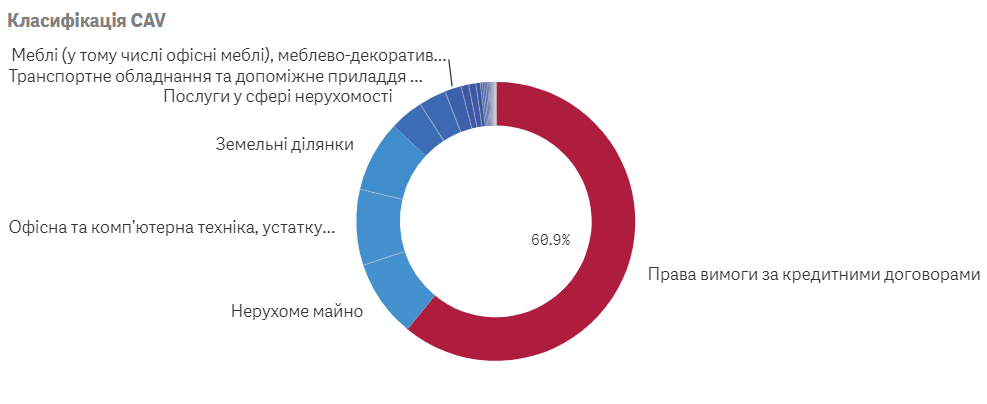 Класифікація CAV
Меблі (у тому числі офісні меблі), меблево-декоратив...
Транспортне обладнання та допоміжне приладдя ...
Послуги у сфері нерухомості
Земельні ділянки
Офісна та комп’ютерна техніка, устатку...
60.9%
Права вимоги за кредитними договорами
Нерухоме майно